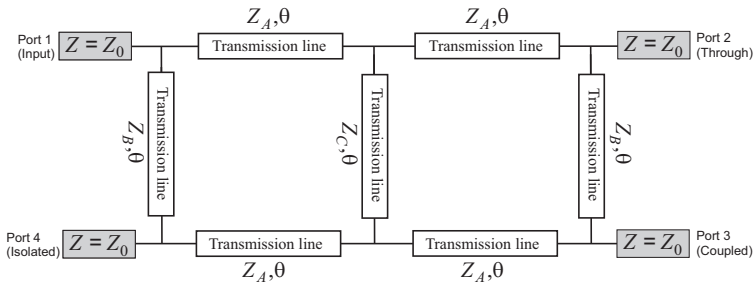 Z_A,θ Z_A,θ
Port 1
(Input)
Z = Z_0
Transmission line
Transmission line
Z = Z_0
Port 2
(Through)
Z_B,θ
Transmission line
Z_C,θ
Transmission line
Z_B,θ
Transmission line
Port 4
(Isolated)
Z = Z_0
Transmission line
Transmission line
Z = Z_0
Port 3
(Coupled)
Z_A,θ Z_A,θ